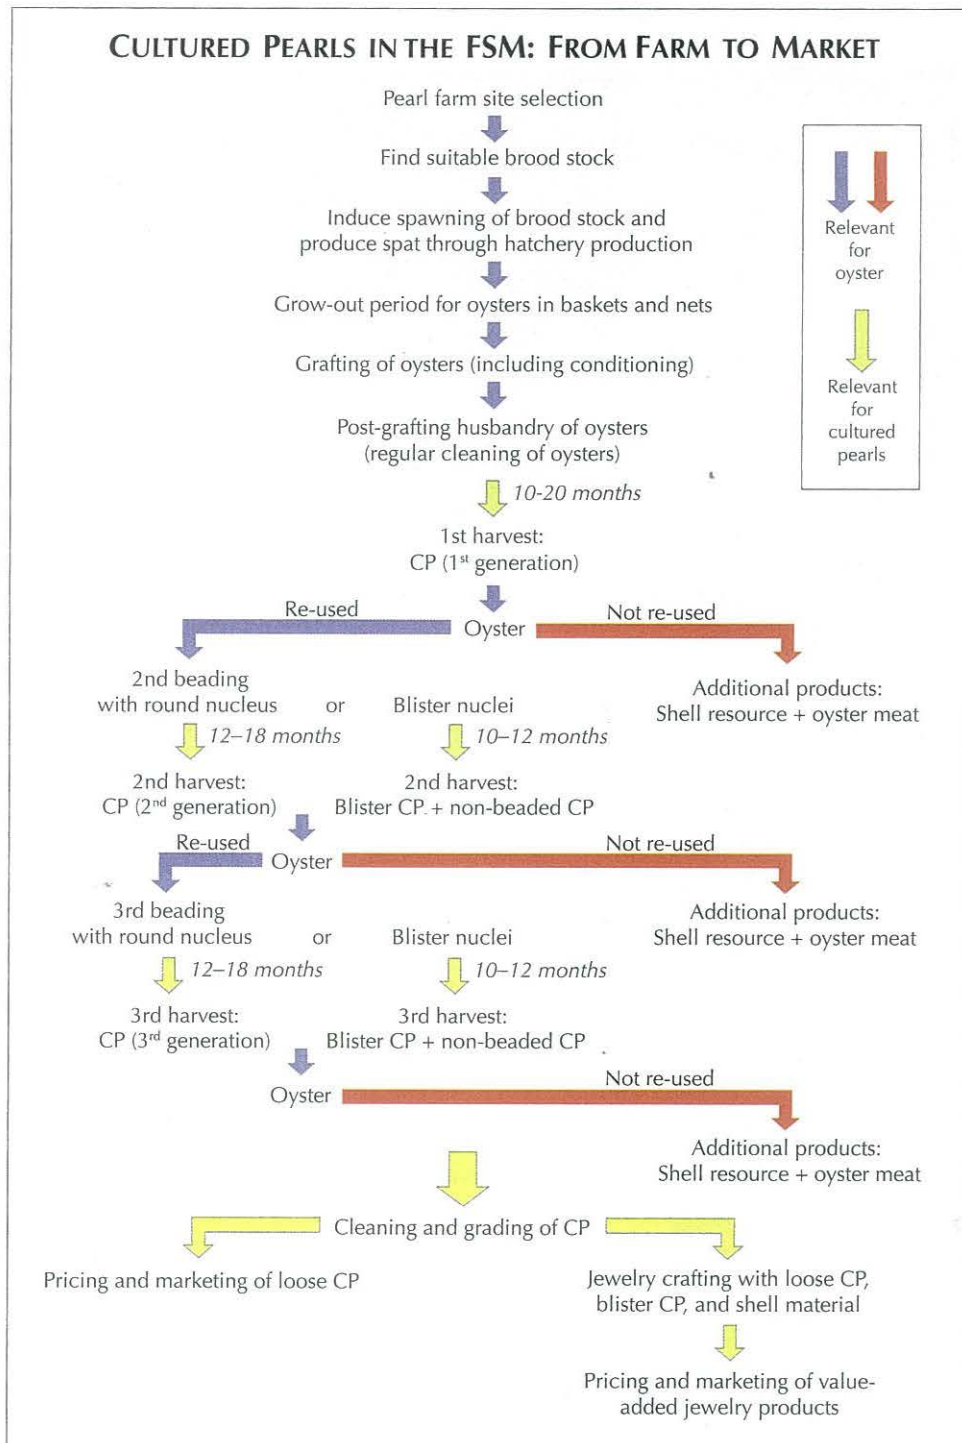 CULTURED PEARLS IN THE FSM: FROM FARM TO MARKET
Pearl farm site selection
Find suitable brood stock
Induce spawning of brood stock and
produce spat through hatchery production
Grow-out period for oysters in baskets and nets
Grafting of oysters (including conditioning)
Post-grafting husbandry of oysters
(regular cleaning of oysters)
10-20 months
1st harvest:
CP (1st generation)
Relevant
for
oyster
Relevant
for
cultured
pearls
Re-used
Oyster
Not re-used
2nd beading
with round nucleus or Blister nuclei
12–18 months
10–12 months
Additional products:
Shell resource + oyster meat
2nd harvest:
CP (2nd generation)
2nd harvest:
Blister CP + non-beaded CP
Re-used
Oyster
Not re-used
3rd beading
with round nucleus or Blister nuclei
12–18 months
10–12 months
Additional products:
Shell resource + oyster meat
3rd harvest:
CP (3rd generation)
3rd harvest:
Blister CP + non-beaded CP
Oyster
Not re-used
Additional products:
Shell resource + oyster meat
Cleaning and grading of CP
Pricing and marketing of loose CP
Jewelry crafting with loose CP,
blister CP, and shell material
Pricing and marketing of value-
added jewelry products